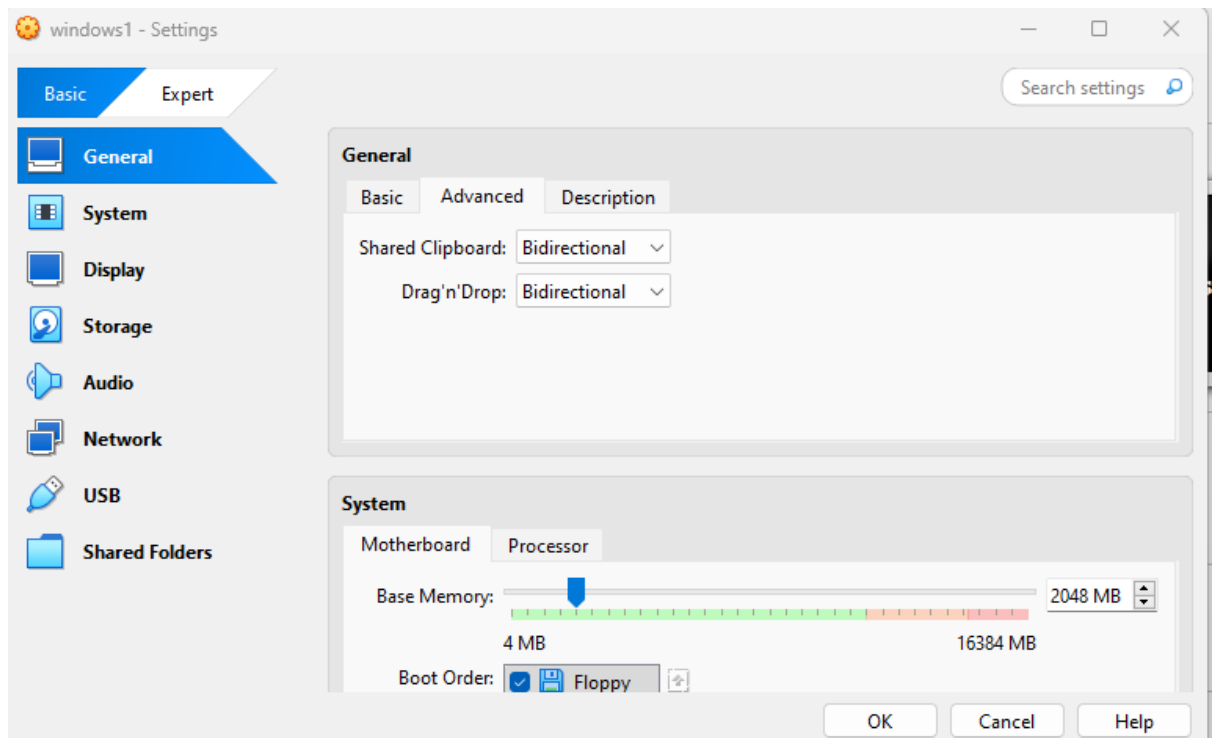 windows1 - Settings
Basic Expert
Search settings
General
System
Display
Storage
Audio
Network
USB
Shared Folders
General
Basic Advanced Description
Shared Clipboard: Bidirectional
Drag'n'Drop: Bidirectional
System
Motherboard Processor
Base Memory: 2048 MB
4 MB 16384 MB
Boot Order: Floppy
OK Cancel Help